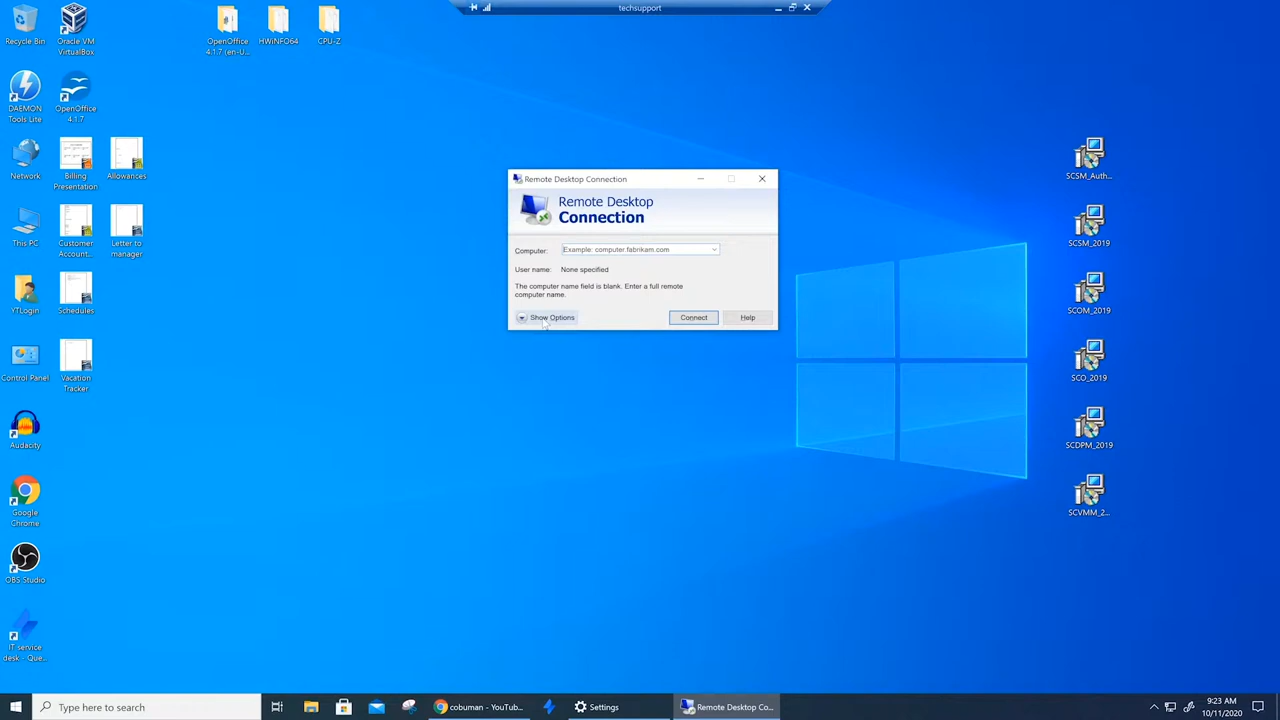 techsupport
Recycle Bin
Oracle VM
VirtualBox
OpenOffice
4.1.7 (en-U...
HWiNFO64
CPU-Z
DAEMON
Tools Lite
OpenOffice
4.1.7
Network
Billing
Presentation
Allowances
This PC
Customer
Account...
Letter to
manager
YTLogin
Schedules
Control Panel
Vacation
Tracker
Audacity
Google
Chrome
OBS Studio
IT service
desk - Que...
Remote Desktop Connection
Remote Desktop
Connection
Computer:
Example: computer.fabrikam.com
User name:
None specified
The computer name field is blank. Enter a full remote
computer name.
Show Options
Connect
Help
SCSM_Auth...
SCSM_2019
SCOM_2019
SCO_2019
SCDPM_2019
SCVMM_2...
Type here to search
cobuman - YouTub...
Settings
Remote Desktop Co...
9:23 AM
10/11/2020